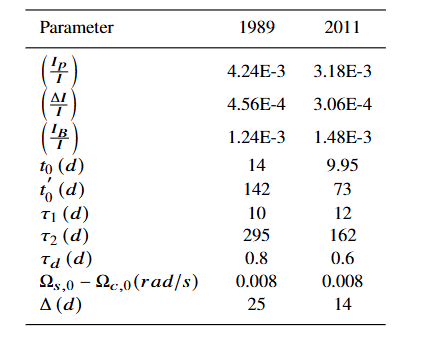 Parameter 1989 2011
(I_P/I) 4.24E-3 3.18E-3
(ΔI/I) 4.56E-4 3.06E-4
(I_B/I) 1.24E-3 1.48E-3
t_0 (d) 14 9.95
t_0^' (d) 142 73
τ_1 (d) 10 12
τ_2 (d) 295 162
τ_d (d) 0.8 0.6
Ω_{s,0} − Ω_{c,0}(rad/s) 0.008 0.008
Δ (d) 25 14